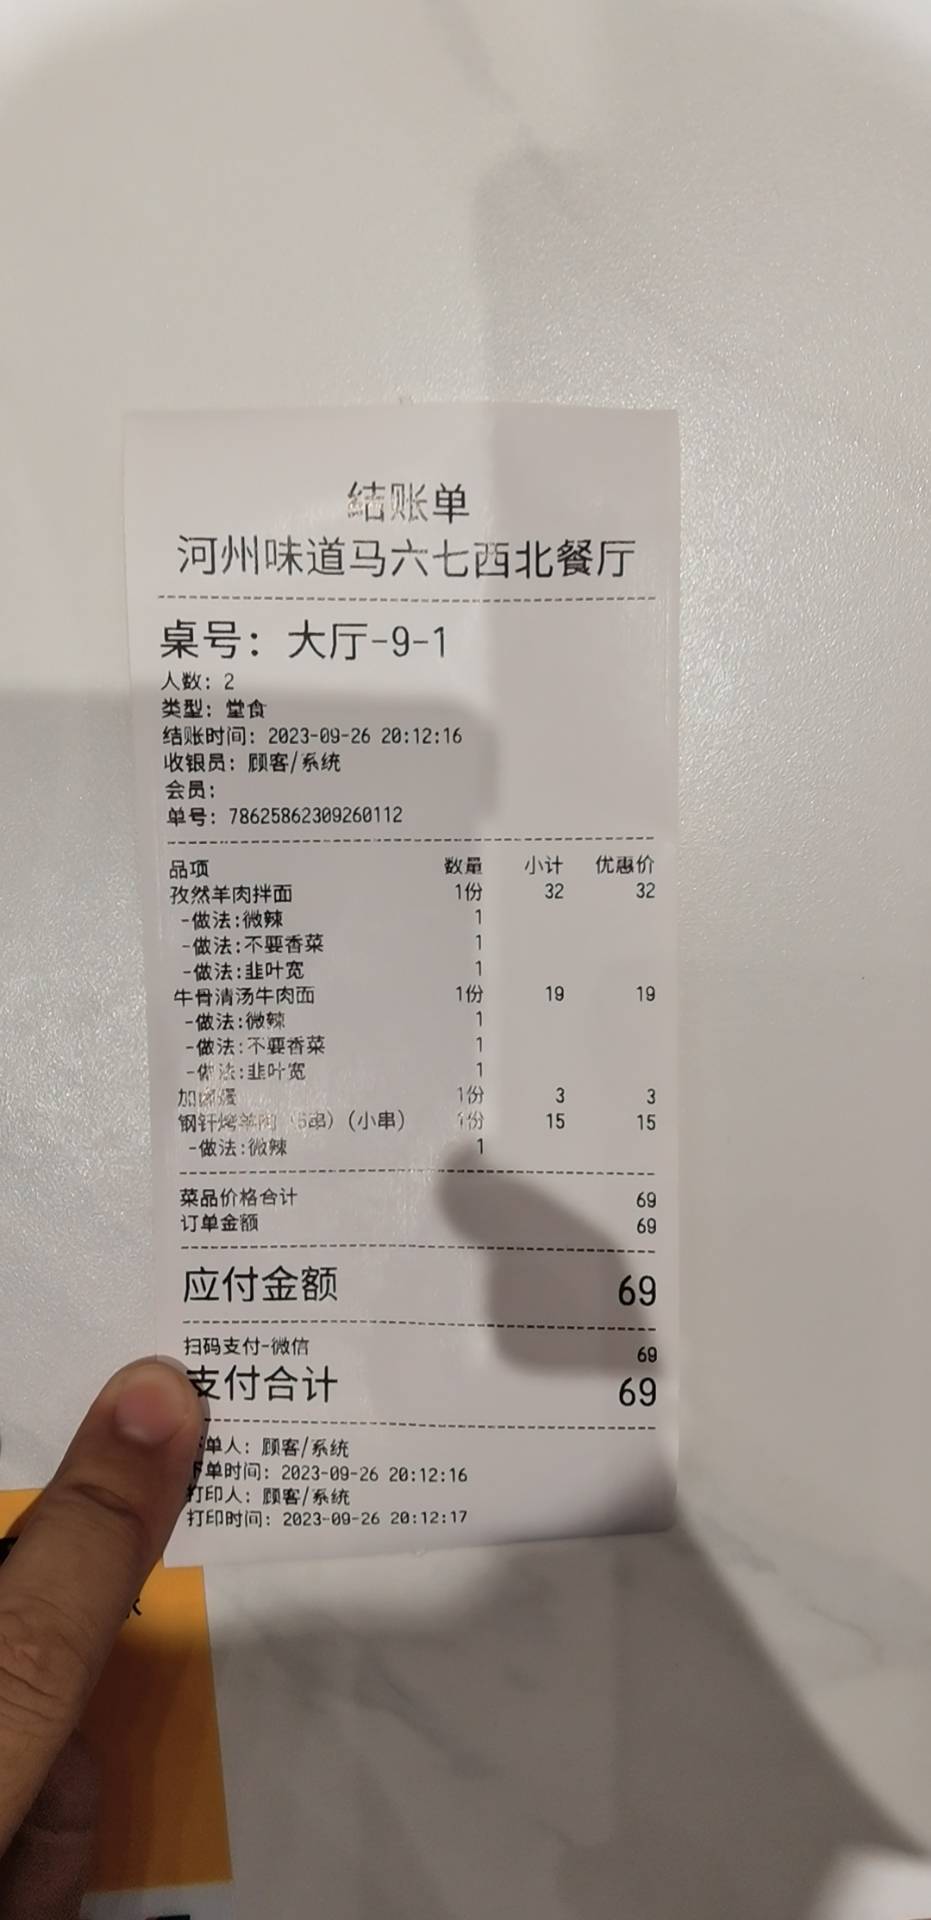 结账单
河州味道马六七西北餐厅
桌号: 大厅-9-1
人数: 2
类型: 堂食
结账时间: 2023-09-26 20:12:16
收银员: 顾客/系统
会员:
单号: 78625862309260112
品项 数量 小计 优惠价
孜然羊肉拌面 1份 32 32
-做法:微辣 1
-做法:不要香菜 1
-做法:韭叶宽 1
牛骨清汤牛肉面 1份 19 19
-做法:微辣 1
-做法:不要香菜 1
-做法:韭叶宽 1
加 1份 3 3
钢钎烤羊肉 (5串) (小串) 1份 15 15
-做法:微辣 1
菜品价格合计 69
订单金额 69
应付金额 69
扫码支付-微信 69
支付合计 69
下单人: 顾客/系统
下单时间: 2023-09-26 20:12:16
打印人: 顾客/系统
打印时间: 2023-09-26 20:12:17